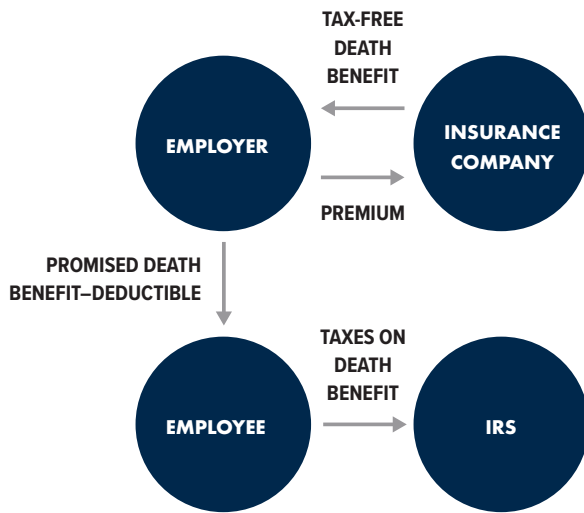 TAX-FREE
DEATH
BENEFIT
EMPLOYER
INSURANCE
COMPANY
PREMIUM
PROMISED DEATH
BENEFIT–DEDUCTIBLE
TAXES ON
DEATH
BENEFIT
EMPLOYEE
IRS